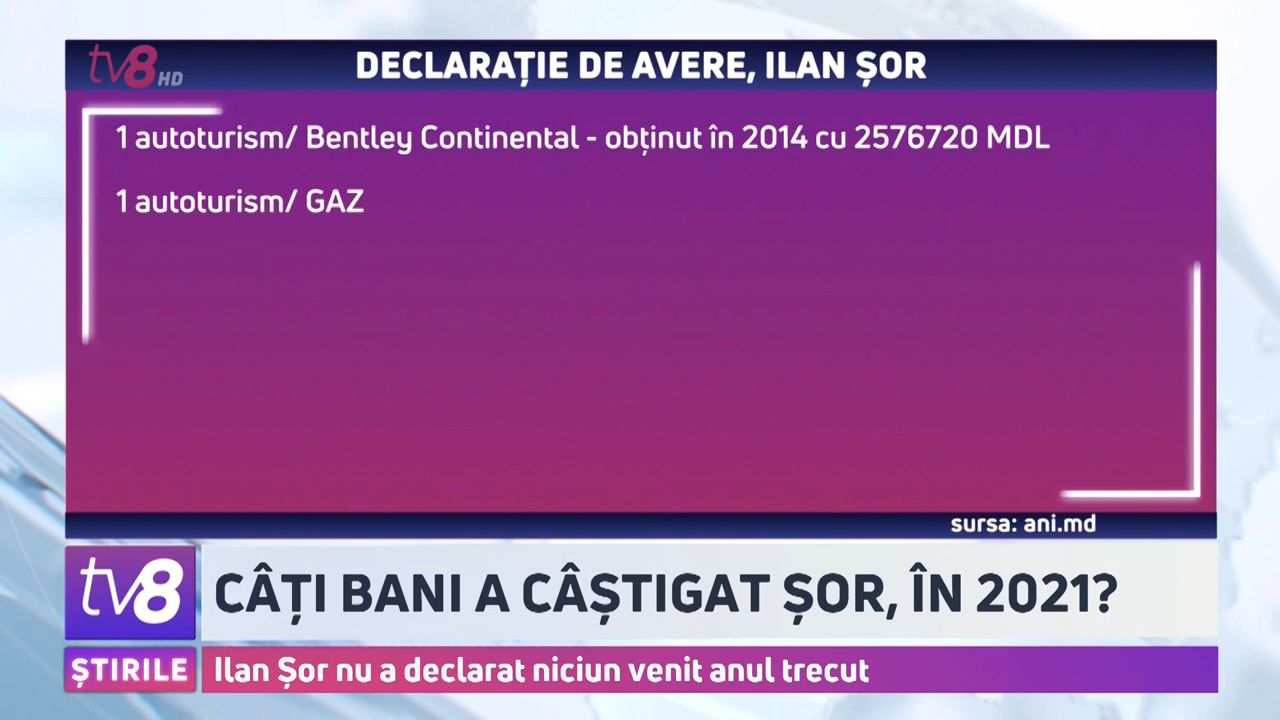 tv8 HD
DECLARAȚIE DE AVERE, ILAN ȘOR
1 autoturism/ Bentley Continental - obținut în 2014 cu 2576720 MDL
1 autoturism/ GAZ
sursa: ani.md
tv8
CÂȚI BANI A CÂȘTIGAT ȘOR, ÎN 2021?
ȘTIRILE
Ilan Șor nu a declarat niciun venit anul trecut